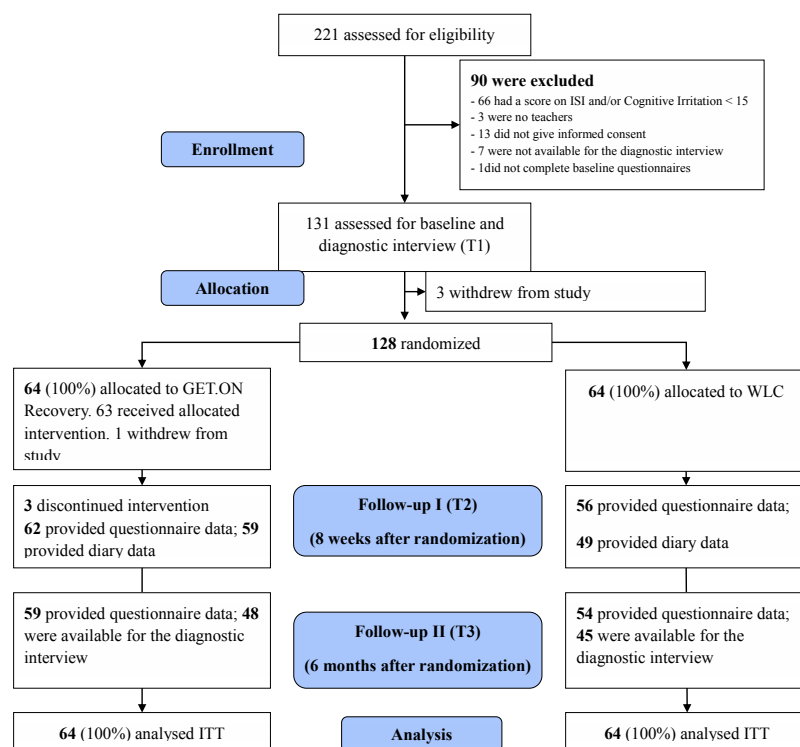 221 assessed for eligibility
90 were excluded
- 66 had a score on ISI and/or Cognitive Irritation < 15
- 3 were no teachers
- 13 did not give informed consent
- 7 were not available for the diagnostic interview
- 1did not complete baseline questionnaires
Enrollment
131 assessed for baseline and
diagnostic interview (T1)
Allocation
3 withdrew from study
128 randomized
64 (100%) allocated to GET.ON
Recovery. 63 received allocated
intervention. 1 withdrew from
study
64 (100%) allocated to WLC
3 discontinued intervention
62 provided questionnaire data; 59
provided diary data
Follow-up I (T2)
(8 weeks after randomization)
56 provided questionnaire data;
49 provided diary data
59 provided questionnaire data; 48
were available for the diagnostic
interview
Follow-up II (T3)
(6 months after randomization)
54 provided questionnaire data;
45 were available for the
diagnostic interview
64 (100%) analysed ITT
Analysis
64 (100%) analysed ITT